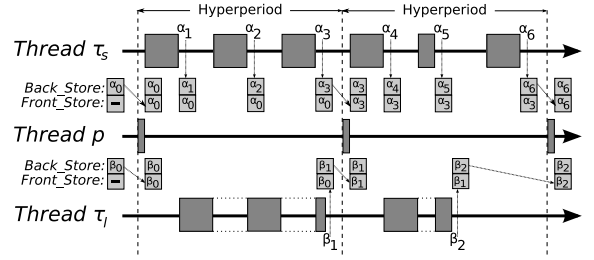 Hyperperiod Hyperperiod
α1 α2 α3 α4 α5 α6
Thread τs
Back_Store: α0 α0 α1 α2 α3 α3 α4 α5 α6 α6
Front_Store: – α0 α0 α0 α0 α3 α3 α3 α3 α6
Thread p
Back_Store: β0 β0 β1 β1 β2 β2
Front_Store: – β0 β0 β1 β1 β2
Thread τl
β1 β2